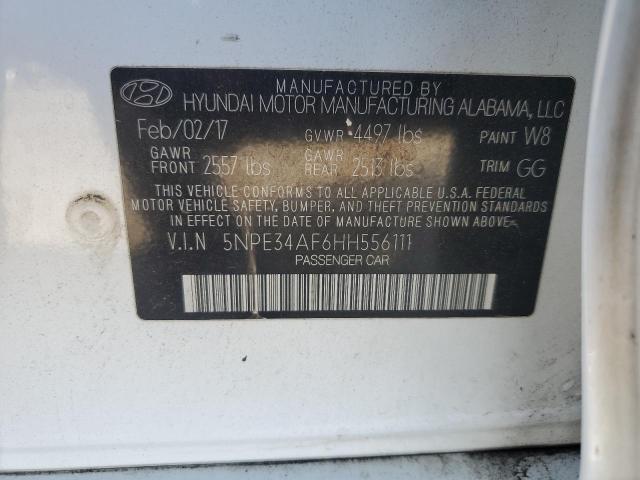 MANUFACTURED BY
HYUNDAI MOTOR MANUFACTURING ALABAMA, LLC
Feb/02/17 GVWR 4497 lbs PAINT W8
GAWR FRONT 2557 lbs GAWR REAR 2513 lbs TRIM GG
THIS VEHICLE CONFORMS TO ALL APPLICABLE U.S.A. FEDERAL
MOTOR VEHICLE SAFETY, BUMPER, AND THEFT PREVENTION STANDARDS
IN EFFECT ON THE DATE OF MANUFACTURE SHOWN ABOVE.
V.I.N 5NPE34AF6HH556111
PASSENGER CAR